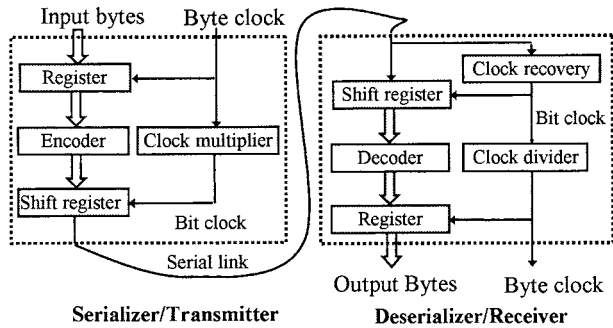 Input bytes
Byte clock
Register
Encoder
Clock multiplier
Shift register
Bit clock
Serial link
Serializer/Transmitter
Clock recovery
Shift register
Bit clock
Decoder
Clock divider
Register
Output Bytes
Byte clock
Deserializer/Receiver